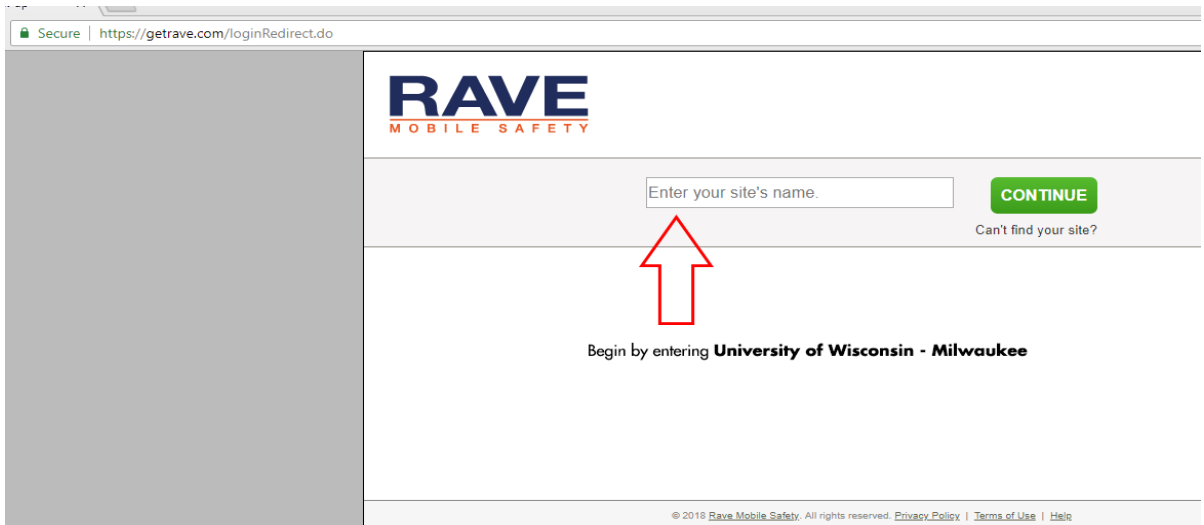 Secure | https://getrave.com/loginRedirect.do
RAVE
MOBILE SAFETY
Enter your site's name.
CONTINUE
Can't find your site?
Begin by entering University of Wisconsin - Milwaukee
© 2018 Rave Mobile Safety. All rights reserved. Privacy Policy | Terms of Use | Help